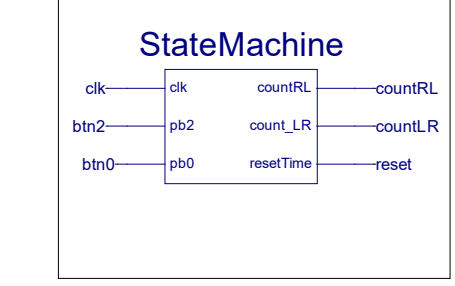 StateMachine
clk clk countRL countRL
btn2 pb2 count_LR countLR
btn0 pb0 resetTime reset